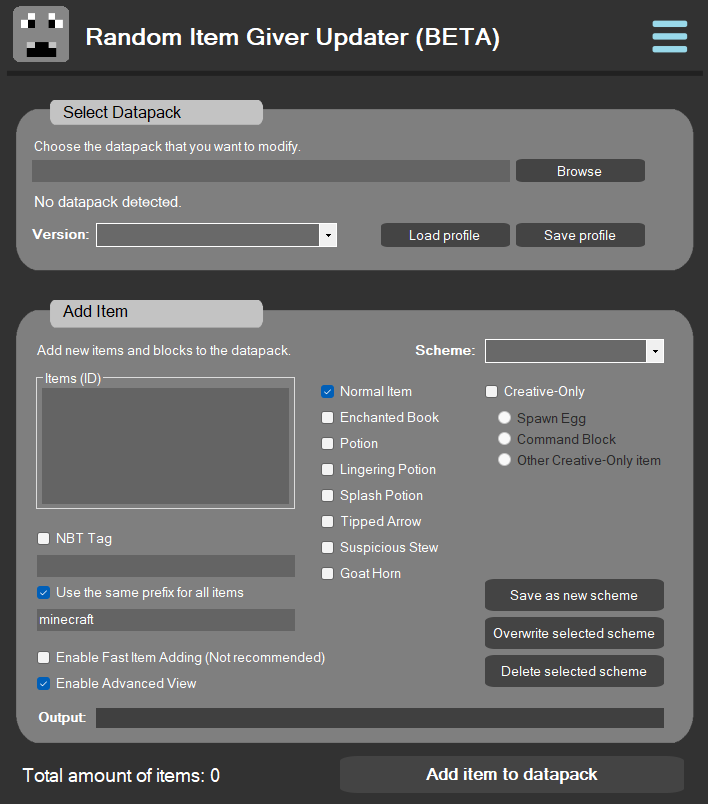 Random Item Giver Updater (BETA)
Select Datapack
Choose the datapack that you want to modify.
Browse
No datapack detected.
Version:
Load profile
Save profile
Add Item
Add new items and blocks to the datapack.
Scheme:
Items (ID)
Normal Item
Creative-Only
Enchanted Book
Spawn Egg
Potion
Command Block
Lingering Potion
Other Creative-Only item
Splash Potion
Tipped Arrow
NBT Tag
Suspicious Stew
Goat Horn
Use the same prefix for all items
Save as new scheme
minecraft
Overwrite selected scheme
Enable Fast Item Adding (Not recommended)
Delete selected scheme
Enable Advanced View
Output:
Total amount of items: 0
Add item to datapack